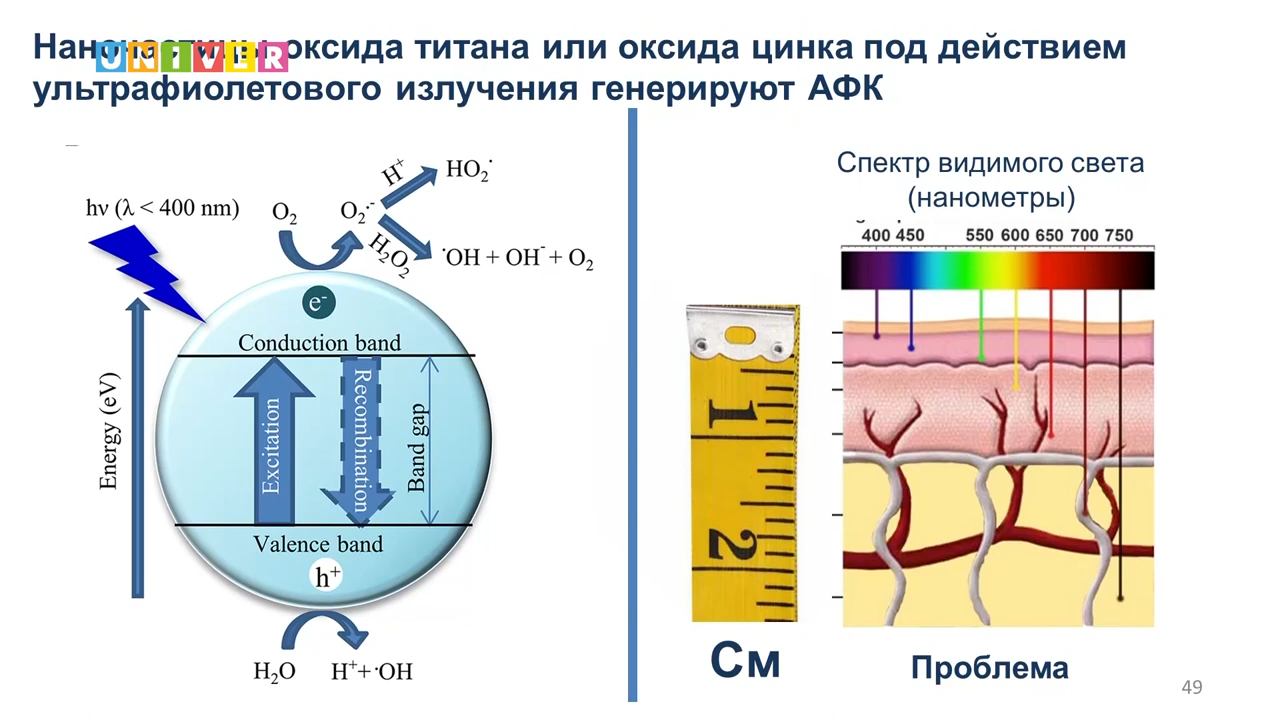 Наночастицы оксида титана или оксида цинка под действием
ультрафиолетового излучения генерируют АФК
UNIVER
hν (λ < 400 nm)
O₂
O₂·⁻
H⁺
HO₂·
H₂O₂
·OH + OH⁻ + O₂
e⁻
Conduction band
Energy (eV)
Excitation
Recombination
Band gap
Valence band
h⁺
H₂O
H⁺+ ·OH
Спектр видимого света
(нанометры)
400 450 550 600 650 700 750
1
2
См
Проблема
49